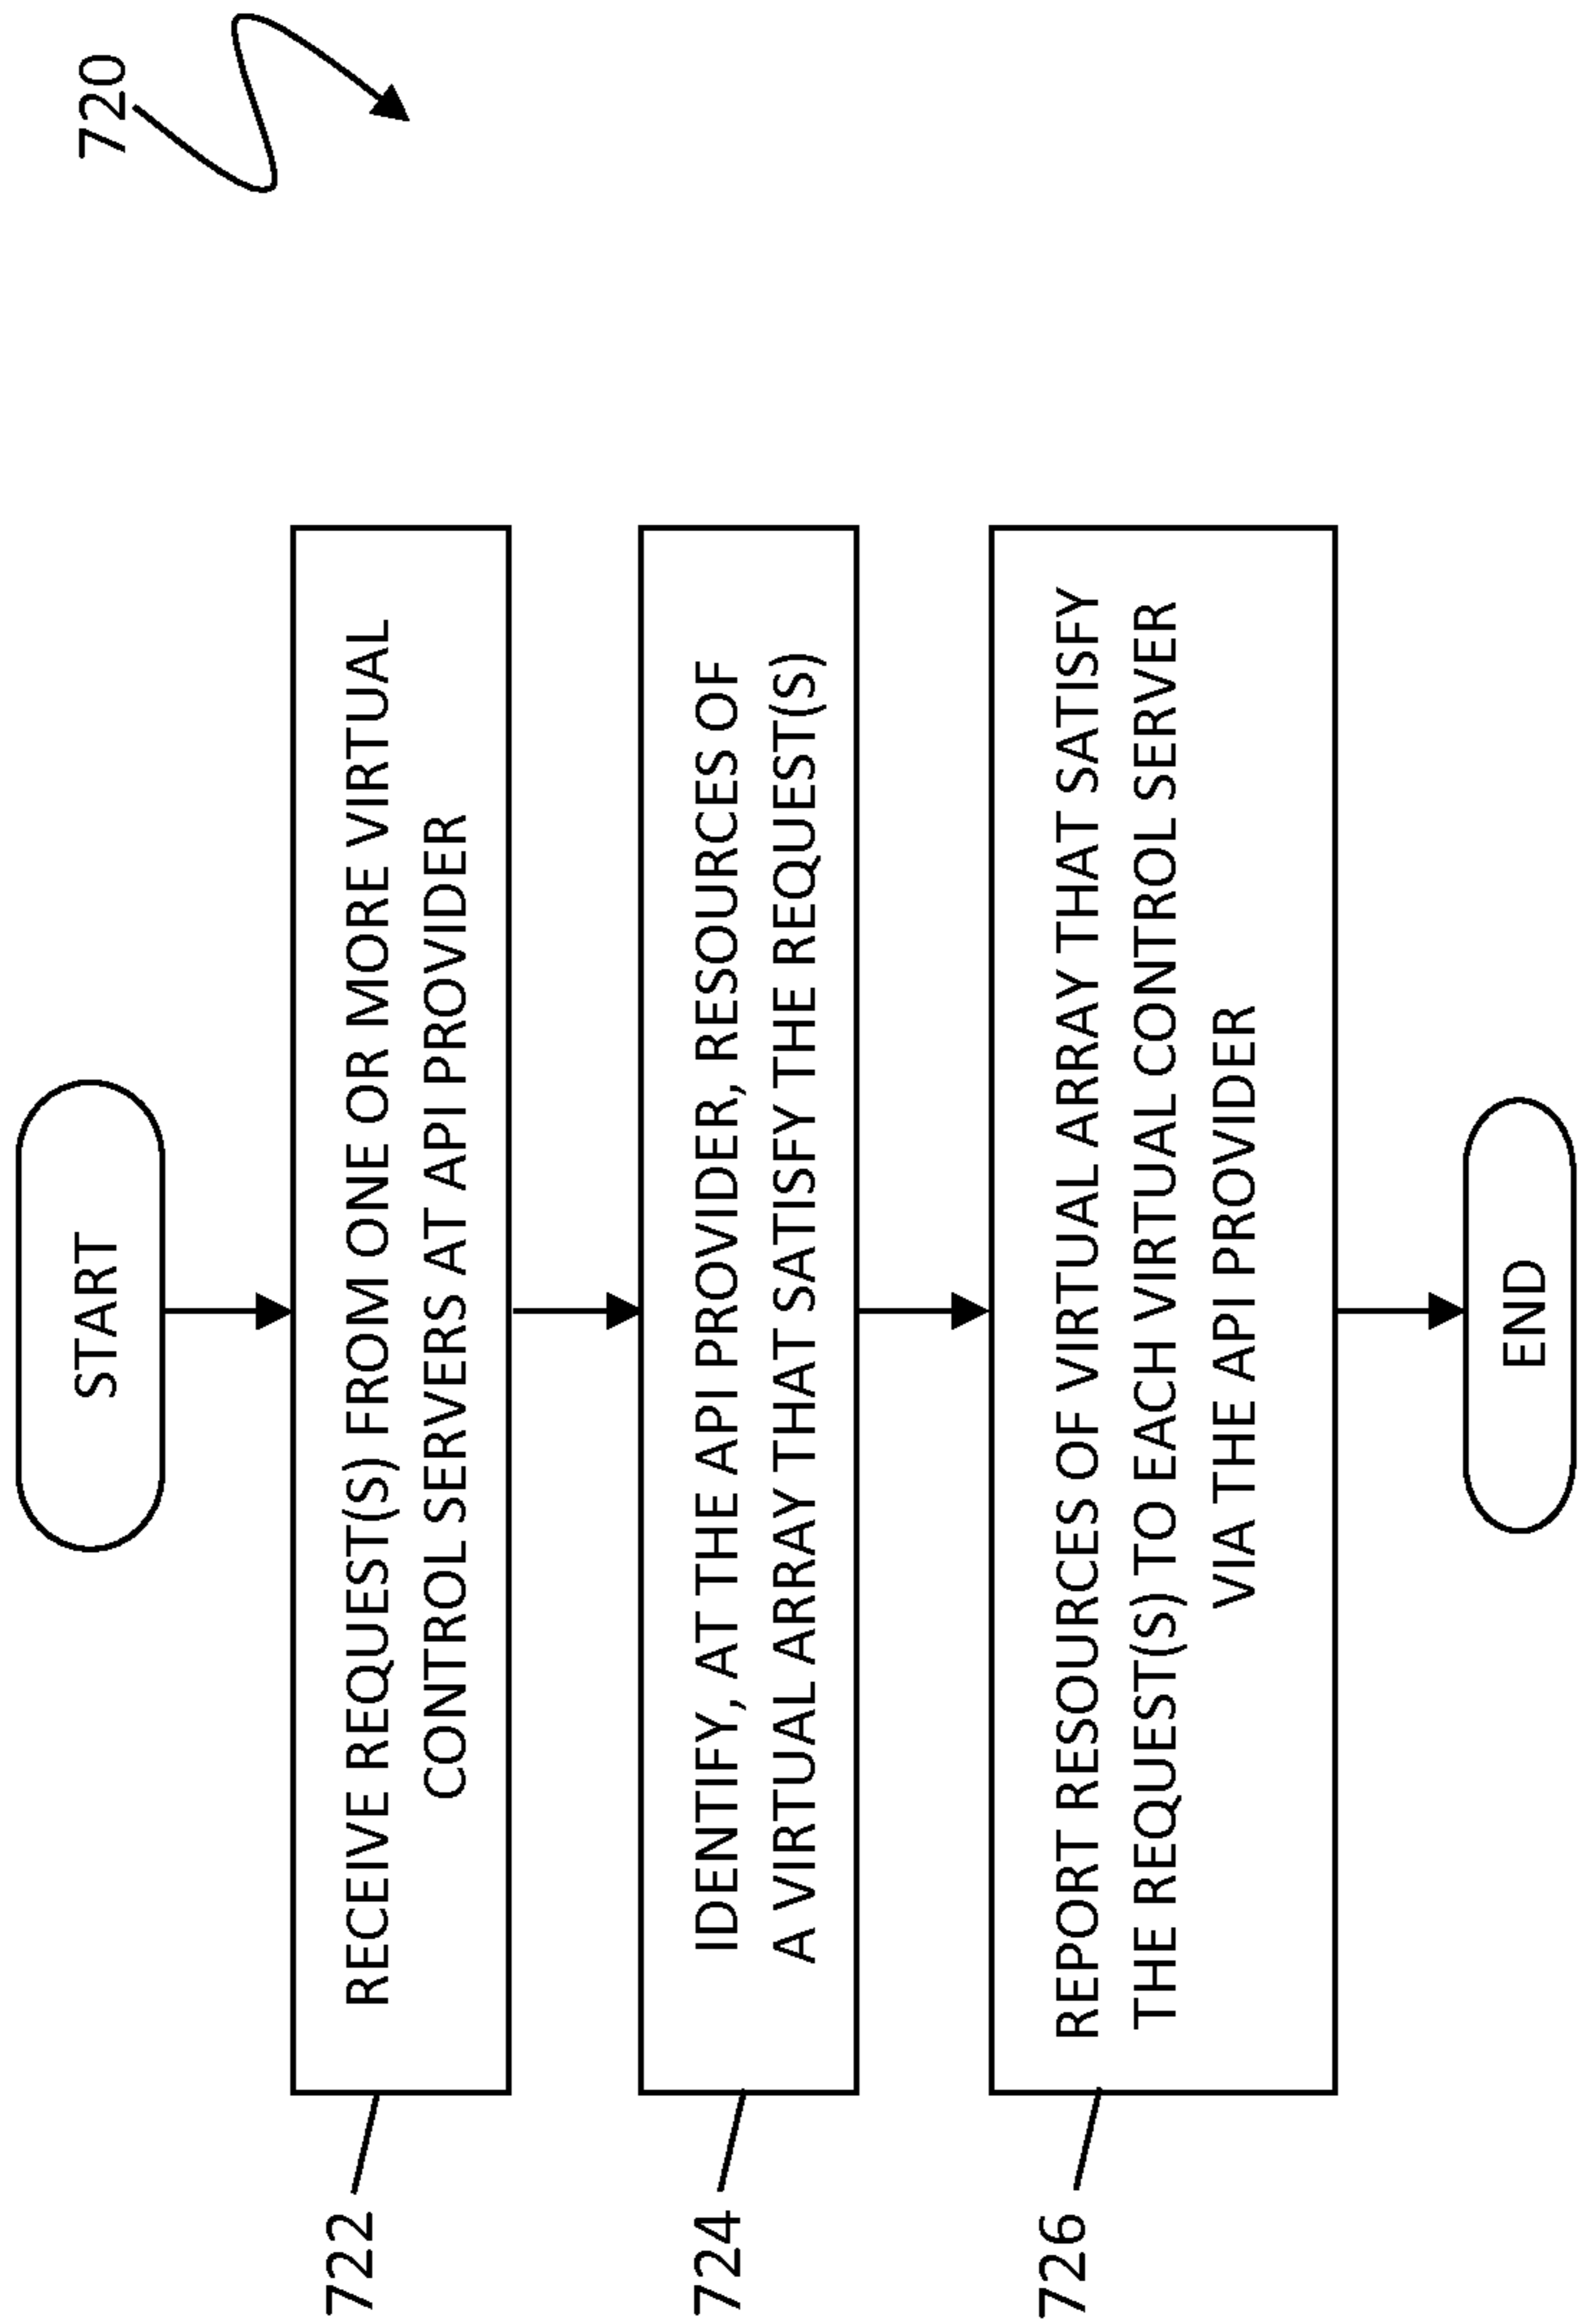 720
START
722
RECEIVE REQUEST(S) FROM ONE OR MORE VIRTUAL
CONTROL SERVERS AT API PROVIDER
724
IDENTIFY, AT THE API PROVIDER, RESOURCES OF
A VIRTUAL ARRAY THAT SATISFY THE REQUEST(S)
726
REPORT RESOURCES OF VIRTUAL ARRAY THAT SATISFY
THE REQUEST(S) TO EACH VIRTUAL CONTROL SERVER
VIA THE API PROVIDER
END